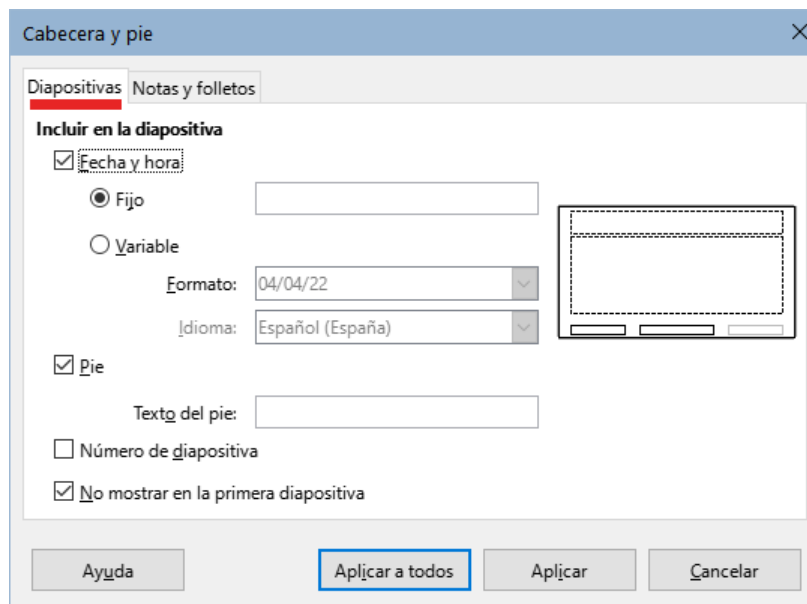 Cabecera y pie
Diapositivas Notas y folletos
Incluir en la diapositiva
Fecha y hora
Fijo
Variable
Formato: 04/04/22
Idioma: Español (España)
Pie
Texto del pie:
Número de diapositiva
No mostrar en la primera diapositiva
Ayuda Aplicar a todos Aplicar Cancelar